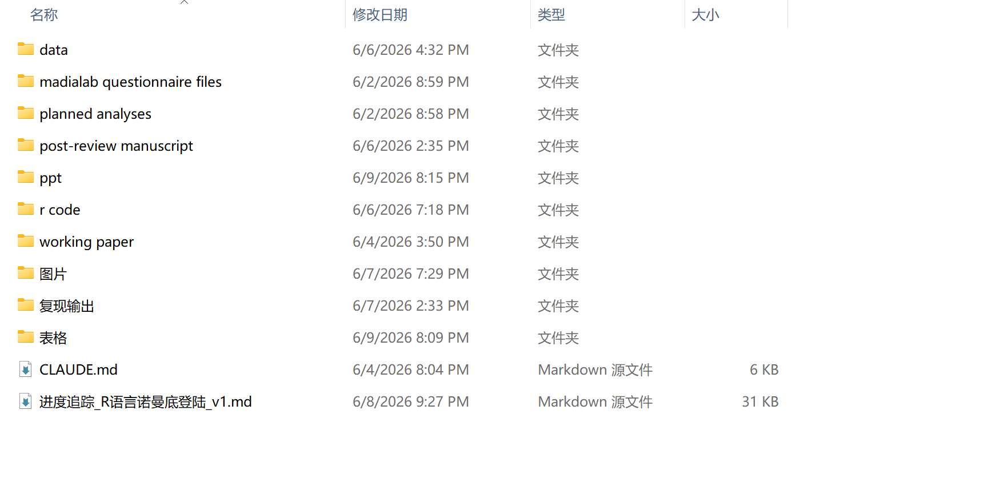 名称 修改日期 类型 大小
data 6/6/2026 4:32 PM 文件夹
madialab questionnaire files 6/2/2026 8:59 PM 文件夹
planned analyses 6/2/2026 8:58 PM 文件夹
post-review manuscript 6/6/2026 2:35 PM 文件夹
ppt 6/9/2026 8:15 PM 文件夹
r code 6/6/2026 7:18 PM 文件夹
working paper 6/4/2026 3:50 PM 文件夹
图片 6/7/2026 7:29 PM 文件夹
复现输出 6/7/2026 2:33 PM 文件夹
表格 6/9/2026 8:09 PM 文件夹
CLAUDE.md 6/4/2026 8:04 PM Markdown 源文件 6 KB
进度追踪_R语言诺曼底登陆_v1.md 6/8/2026 9:27 PM Markdown 源文件 31 KB